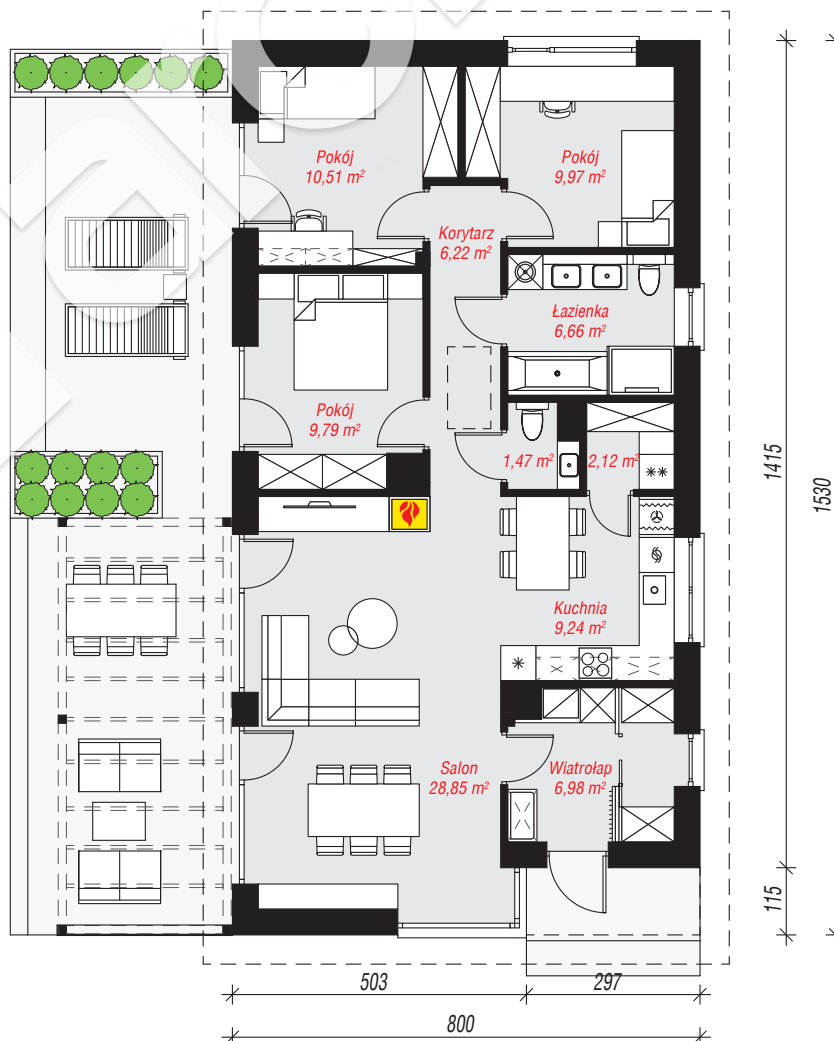 Pokój
10,51 m²
Pokój
9,97 m²
Korytarz
6,22 m²
Łazienka
6,66 m²
Pokój
9,79 m²
1,47 m²
2,12 m²
Kuchnia
9,24 m²
Salon
28,85 m²
Wiatrołap
6,98 m²
1415
1530
115
503
297
800